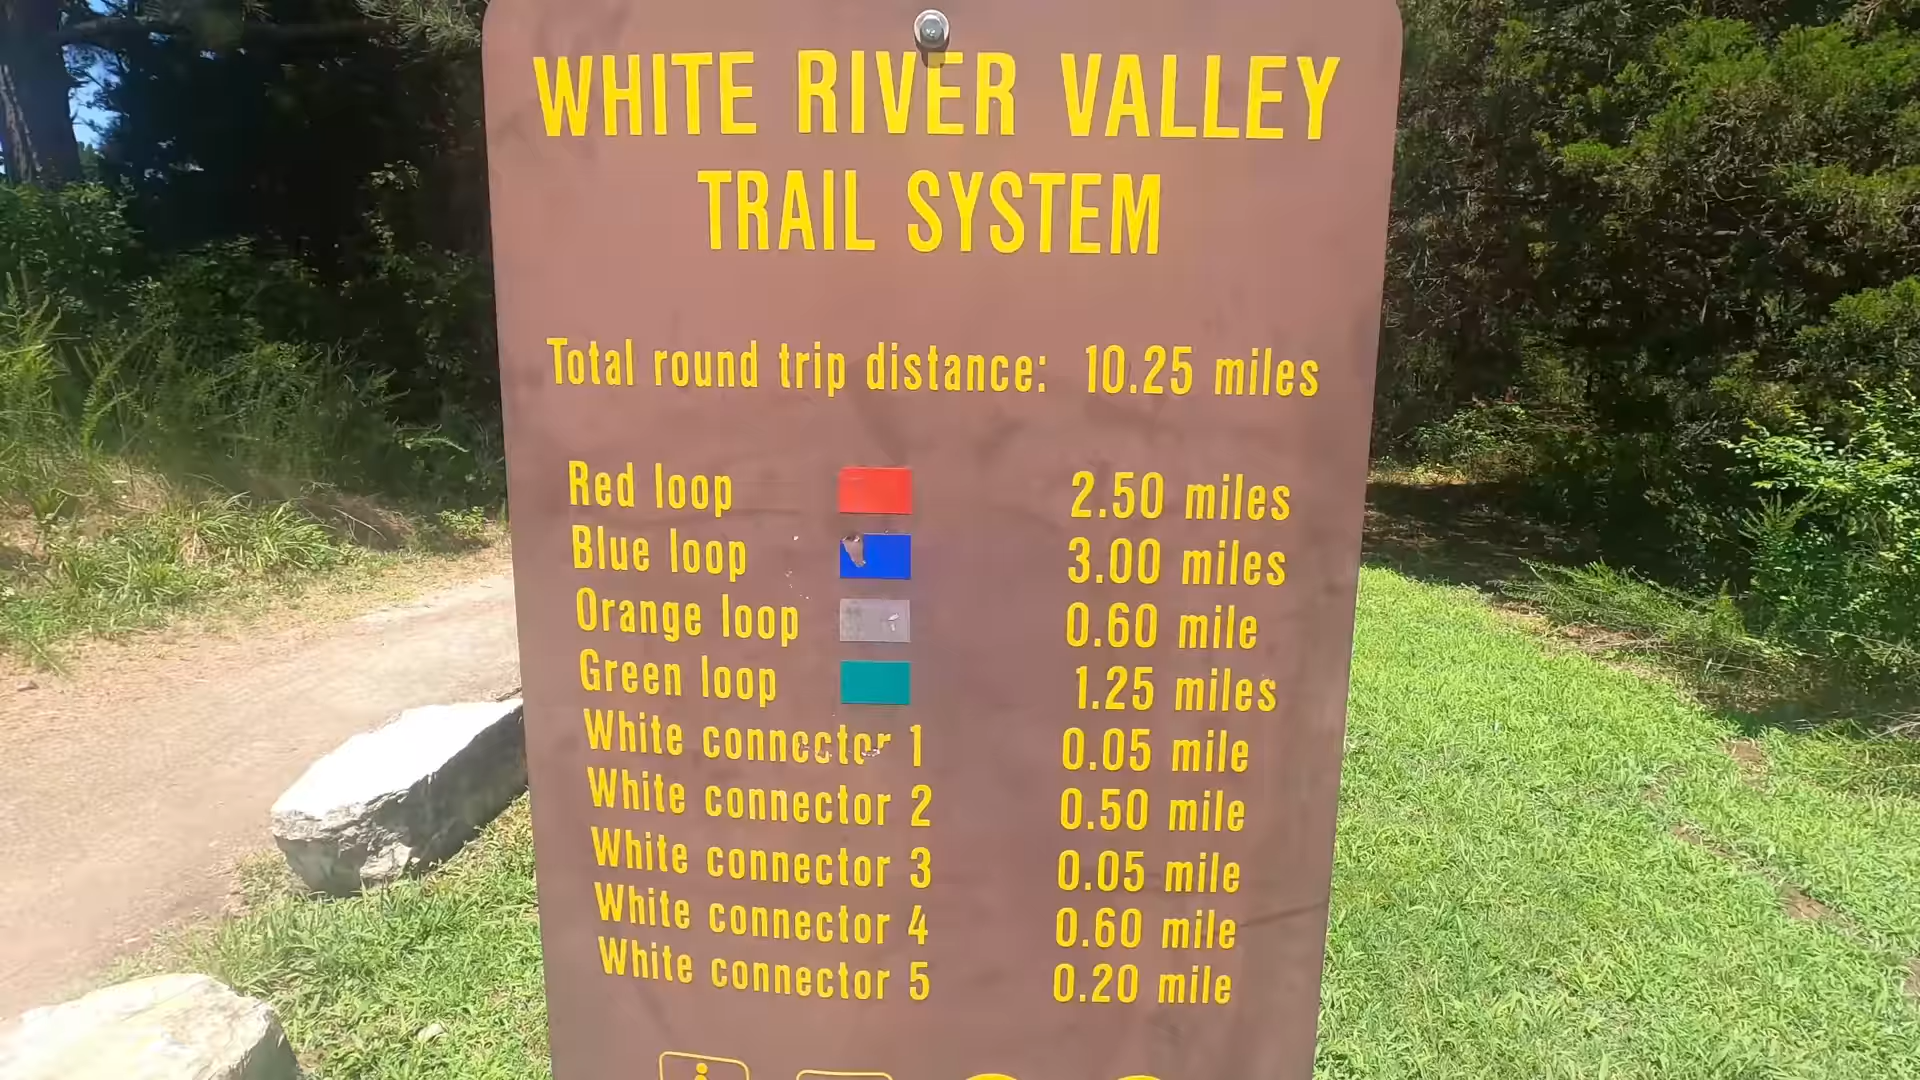 WHITE RIVER VALLEY
TRAIL SYSTEM
Total round trip distance: 10.25 miles
Red loop 2.50 miles
Blue loop 3.00 miles
Orange loop 0.60 mile
Green loop 1.25 miles
White connector 1 0.05 mile
White connector 2 0.50 mile
White connector 3 0.05 mile
White connector 4 0.60 mile
White connector 5 0.20 mile